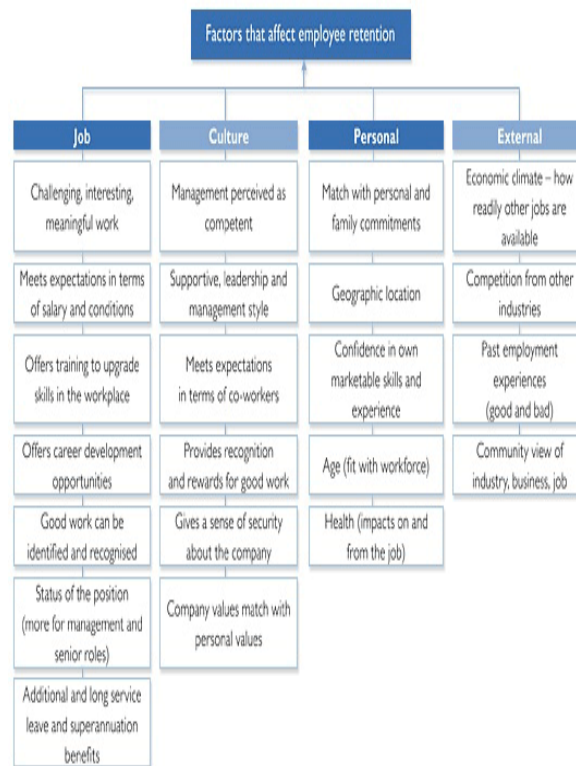 Factors that affect employee retention
Job
Challenging, interesting,
meaningful work
Meets expectations in terms
of salary and conditions
Offers training to upgrade
skills in the workplace
Offers career development
opportunities
Good work can be
identified and recognised
Status of the position
(more for management and
senior roles)
Additional and long service
leave and superannuation
benefits
Culture
Management perceived as
competent
Supportive, leadership and
management style
Meets expectations
in terms of co-workers
Provides recognition
and rewards for good work
Gives a sense of security
about the company
Company values match with
personal values
Personal
Match with personal and
family commitments
Geographic location
Confidence in own
marketable skills and
experience
Age (fit with workforce)
Health (impacts on and
from the job)
External
Economic climate – how
readily other jobs are
available
Competition from other
industries
Past employment
experiences
(good and bad)
Community view of
industry, business, job